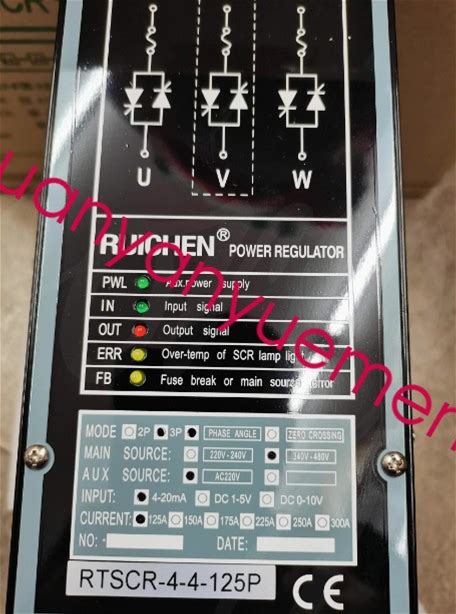 SCR
U V W
RUICHEN® POWER REGULATOR
PWL Aux.power supply
IN Input signal
OUT Output signal
ERR Over-temp of SCR lamp light
FB Fuse break or main source error
MODE 2P 3P PHASE ANGLE ZERO CROSSING
MAIN SOURCE: 220V-240V 340V-480V
AUX SOURCE: AC220V
INPUT: 4-20mA DC 1-5V DC 0-10V
CURRENT: 125A 150A 175A 225A 250A 300A
NO: DATE:
RTSCR-4-4-125P CE
uanyanyuemen